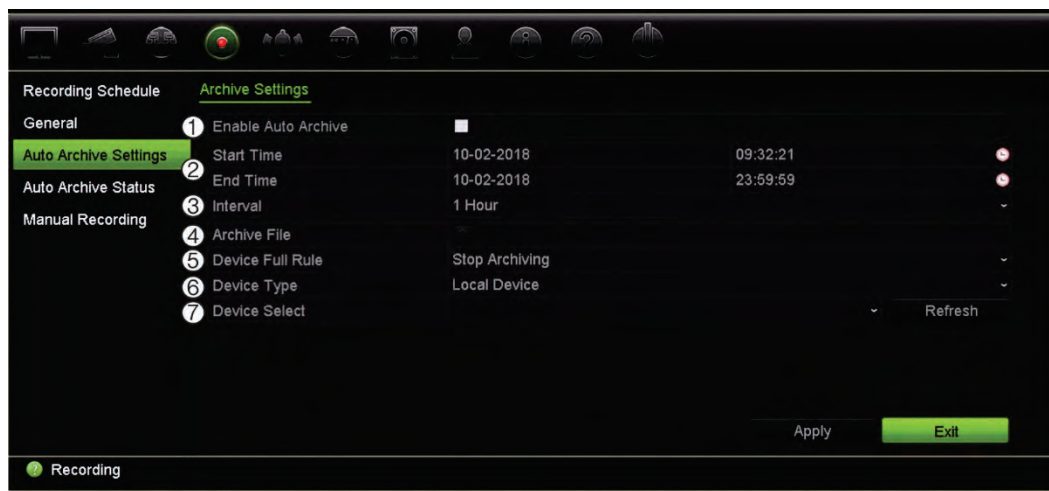 Recording Schedule
Archive Settings
General
① Enable Auto Archive
Auto Archive Settings
② Start Time 10-02-2018 09:32:21
End Time 10-02-2018 23:59:59
Auto Archive Status
③ Interval 1 Hour
Manual Recording
④ Archive File
⑤ Device Full Rule Stop Archiving
⑥ Device Type Local Device
⑦ Device Select Refresh
Apply Exit
? Recording